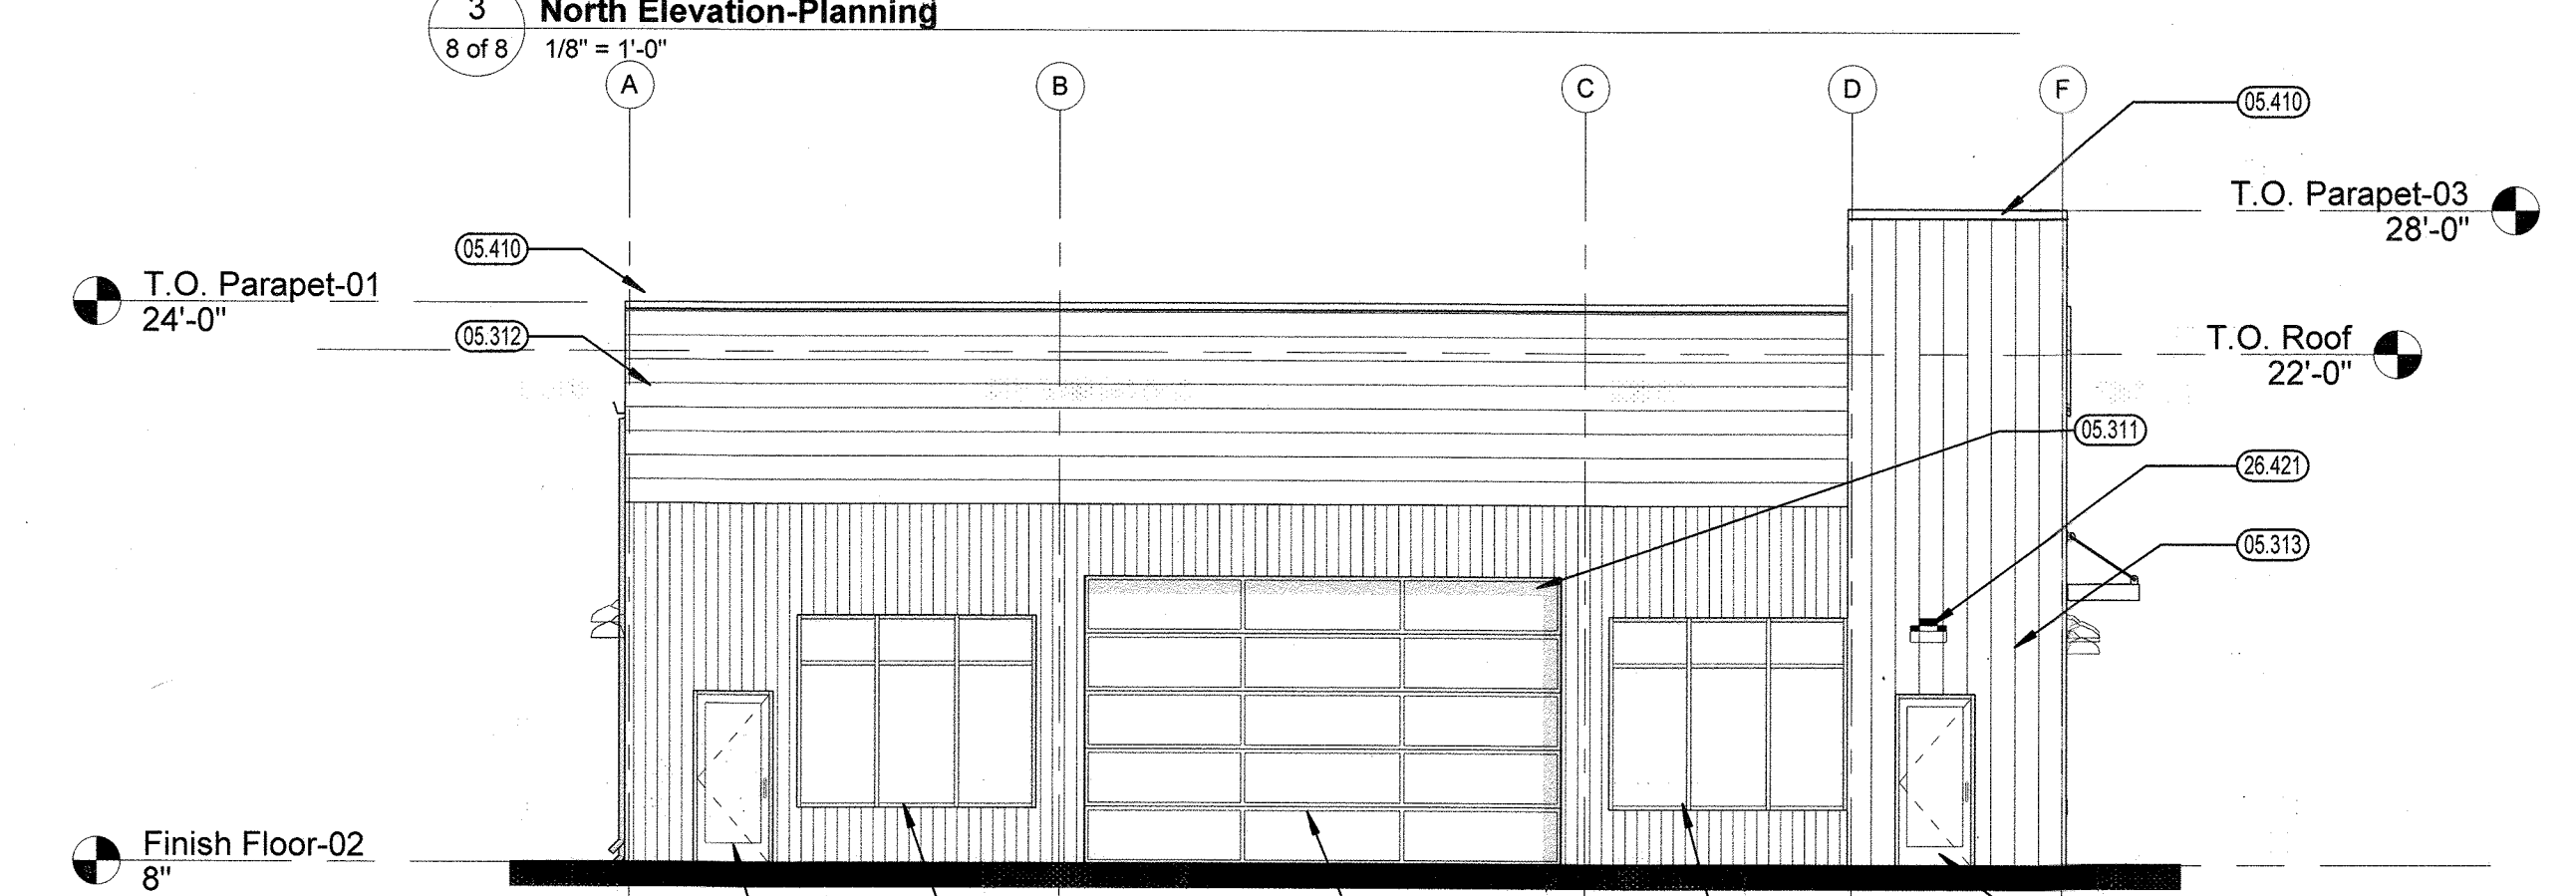 3
North Elevation-Planning
8 of 8
1/8" = 1'-0"
A
B
C
D
F
05.410
T.O. Parapet-03
28'-0"
05.410
T.O. Parapet-01
24'-0"
05.312
T.O. Roof
22'-0"
05.311
26.421
05.313
Finish Floor-02
8"